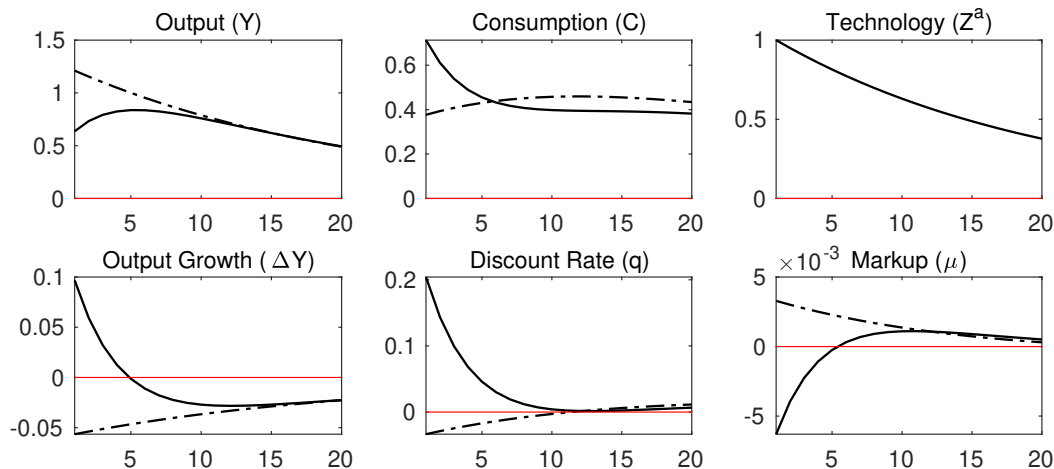 Output (Y)
1.5
1
0.5
0
5 10 15 20
Consumption (C)
0.6
0.4
0.2
0
5 10 15 20
Technology (Z^a)
1
0.5
0
5 10 15 20
Output Growth ( ΔY)
0.1
0.05
0
-0.05
5 10 15 20
Discount Rate (q)
0.2
0.1
0
5 10 15 20
×10^-3 Markup (μ)
5
0
-5
5 10 15 20